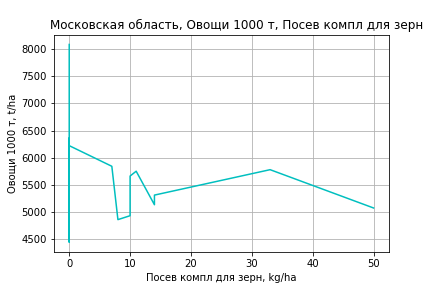 Московская область, Овощи 1000 т, Посев компл для зерн
8000
7500
7000
6500
6000
5500
5000
4500
Овощи 1000 т, t/ha
0 10 20 30 40 50
Посев компл для зерн, kg/ha